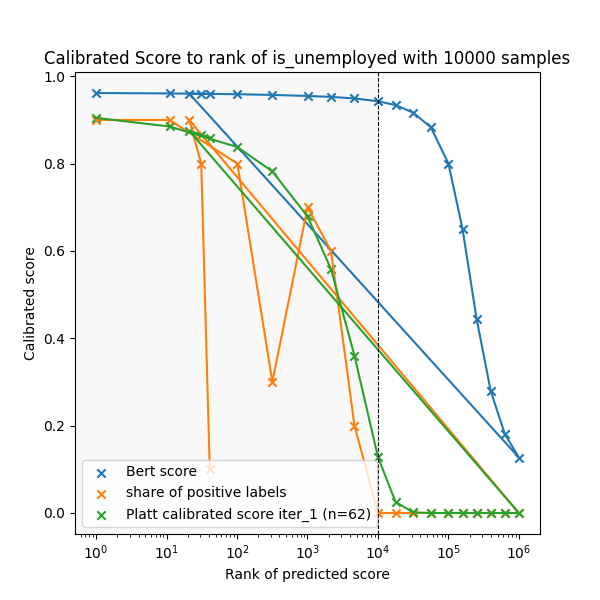 Calibrated Score to rank of is_unemployed with 10000 samples
1.0
0.8
0.6
0.4
0.2
0.0
Calibrated score
Bert score
share of positive labels
Platt calibrated score iter_1 (n=62)
10^0 10^1 10^2 10^3 10^4 10^5 10^6
Rank of predicted score